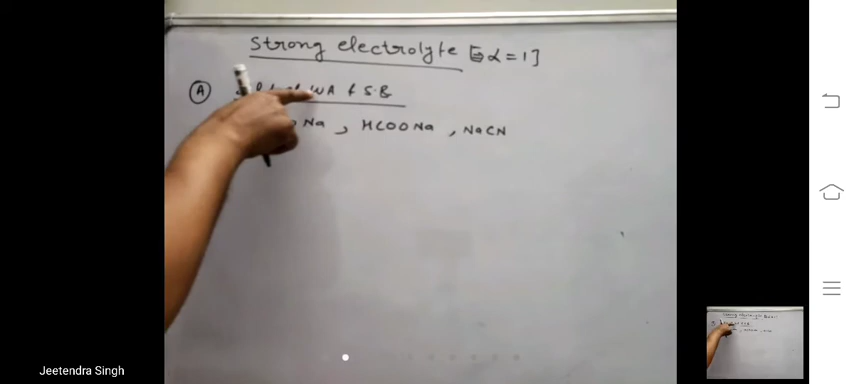 Strong electrolyte [⇒ α = 1]
Ⓐ WA & S.B
Na, HCOONa, NaCN
Jeetendra Singh